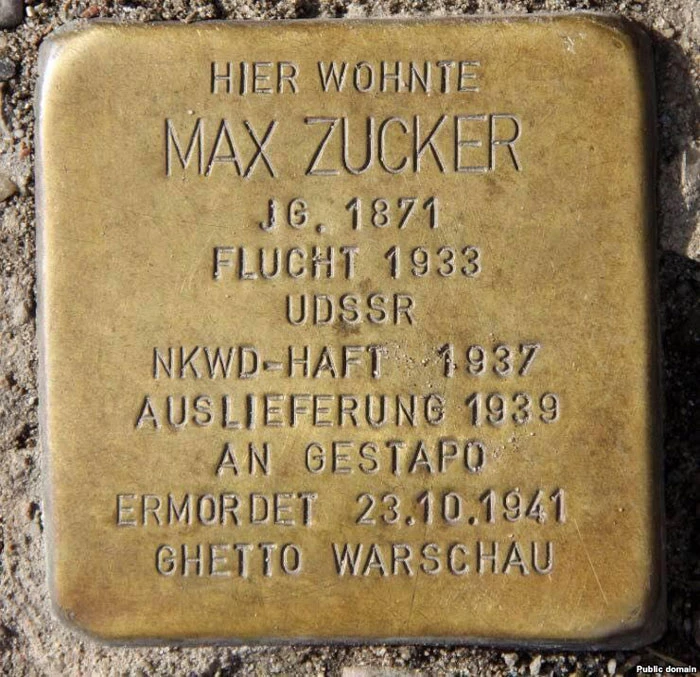 HIER WOHNTE
MAX ZUCKER
JG. 1871
FLUCHT 1933
UDSSR
NKWD-HAFT 1937
AUSLIEFERUNG 1939
AN GESTAPO
ERMORDET 23.10.1941
GHETTO WARSCHAU
Public domain